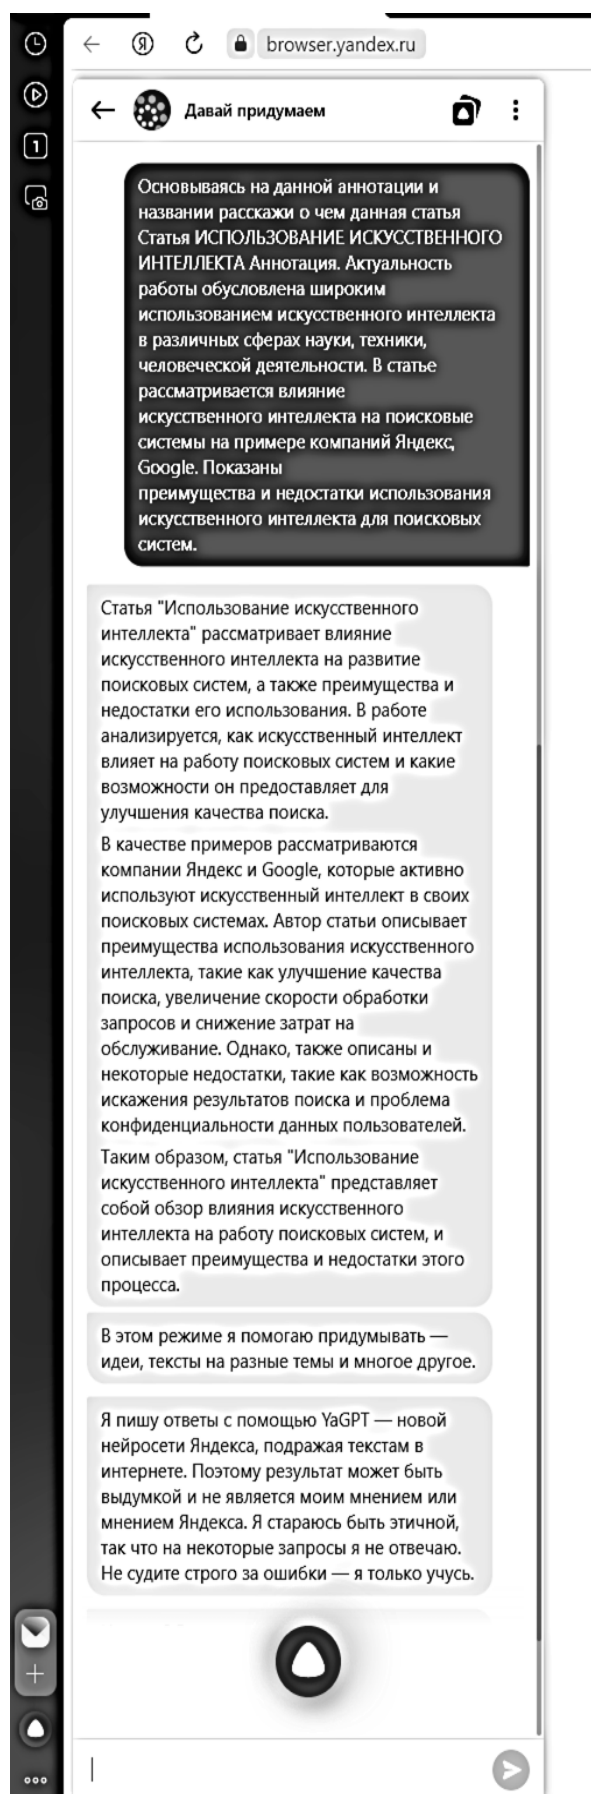 browser.yandex.ru
Давай придумаем
1
Основываясь на данной аннотации и
названии расскажи о чем данная статья
Статья ИСПОЛЬЗОВАНИЕ ИСКУССТВЕННОГО
ИНТЕЛЛЕКТА Аннотация. Актуальность
работы обусловлена широким
использованием искусственного интеллекта
в различных сферах науки, техники,
человеческой деятельности. В статье
рассматривается влияние
искусственного интеллекта на поисковые
системы на примере компаний Яндекс,
Google. Показаны
преимущества и недостатки использования
искусственного интеллекта для поисковых
систем.
Статья "Использование искусственного
интеллекта" рассматривает влияние
искусственного интеллекта на развитие
поисковых систем, а также преимущества и
недостатки его использования. В работе
анализируется, как искусственный интеллект
влияет на работу поисковых систем и какие
возможности он предоставляет для
улучшения качества поиска.
В качестве примеров рассматриваются
компании Яндекс и Google, которые активно
используют искусственный интеллект в своих
поисковых системах. Автор статьи описывает
преимущества использования искусственного
интеллекта, такие как улучшение качества
поиска, увеличение скорости обработки
запросов и снижение затрат на
обслуживание. Однако, также описаны и
некоторые недостатки, такие как возможность
искажения результатов поиска и проблема
конфиденциальности данных пользователей.
Таким образом, статья "Использование
искусственного интеллекта" представляет
собой обзор влияния искусственного
интеллекта на работу поисковых систем, и
описывает преимущества и недостатки этого
процесса.
В этом режиме я помогаю придумывать —
идеи, тексты на разные темы и многое другое.
Я пишу ответы с помощью YaGPT — новой
нейросети Яндекса, подражая текстам в
интернете. Поэтому результат может быть
выдумкой и не является моим мнением или
мнением Яндекса. Я стараюсь быть этичной,
так что на некоторые запросы я не отвечаю.
Не судите строго за ошибки — я только учусь.